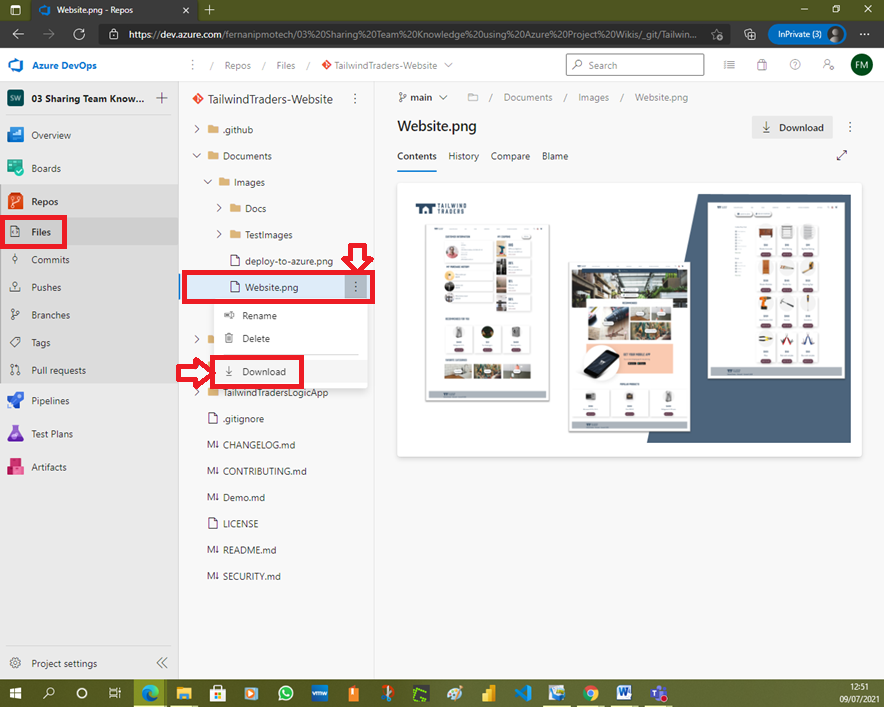 Website.png - Repos
https://dev.azure.com/fernanipmotech/03%20Sharing%20Team%20Knowledge%20using%20Azure%20Project%20Wikis/_git/Tailwin...
InPrivate (3)
Azure DevOps
/ Repos / Files / TailwindTraders-Website
Search
FM
SW
03 Sharing Team Know...
Overview
Boards
Repos
Files
Commits
Pushes
Branches
Tags
Pull requests
Pipelines
Test Plans
Artifacts
Project settings
TailwindTraders-Website
.github
Documents
Images
Docs
TestImages
deploy-to-azure.png
Website.png
Rename
Delete
Download
TailwindTradersLogicApp
.gitignore
M↓ CHANGELOG.md
M↓ CONTRIBUTING.md
M↓ Demo.md
LICENSE
M↓ README.md
M↓ SECURITY.md
main
/ Documents / Images / Website.png
Website.png
Download
Contents
History
Compare
Blame
TAILWIND
TRADERS
vmw
12:51
09/07/2021